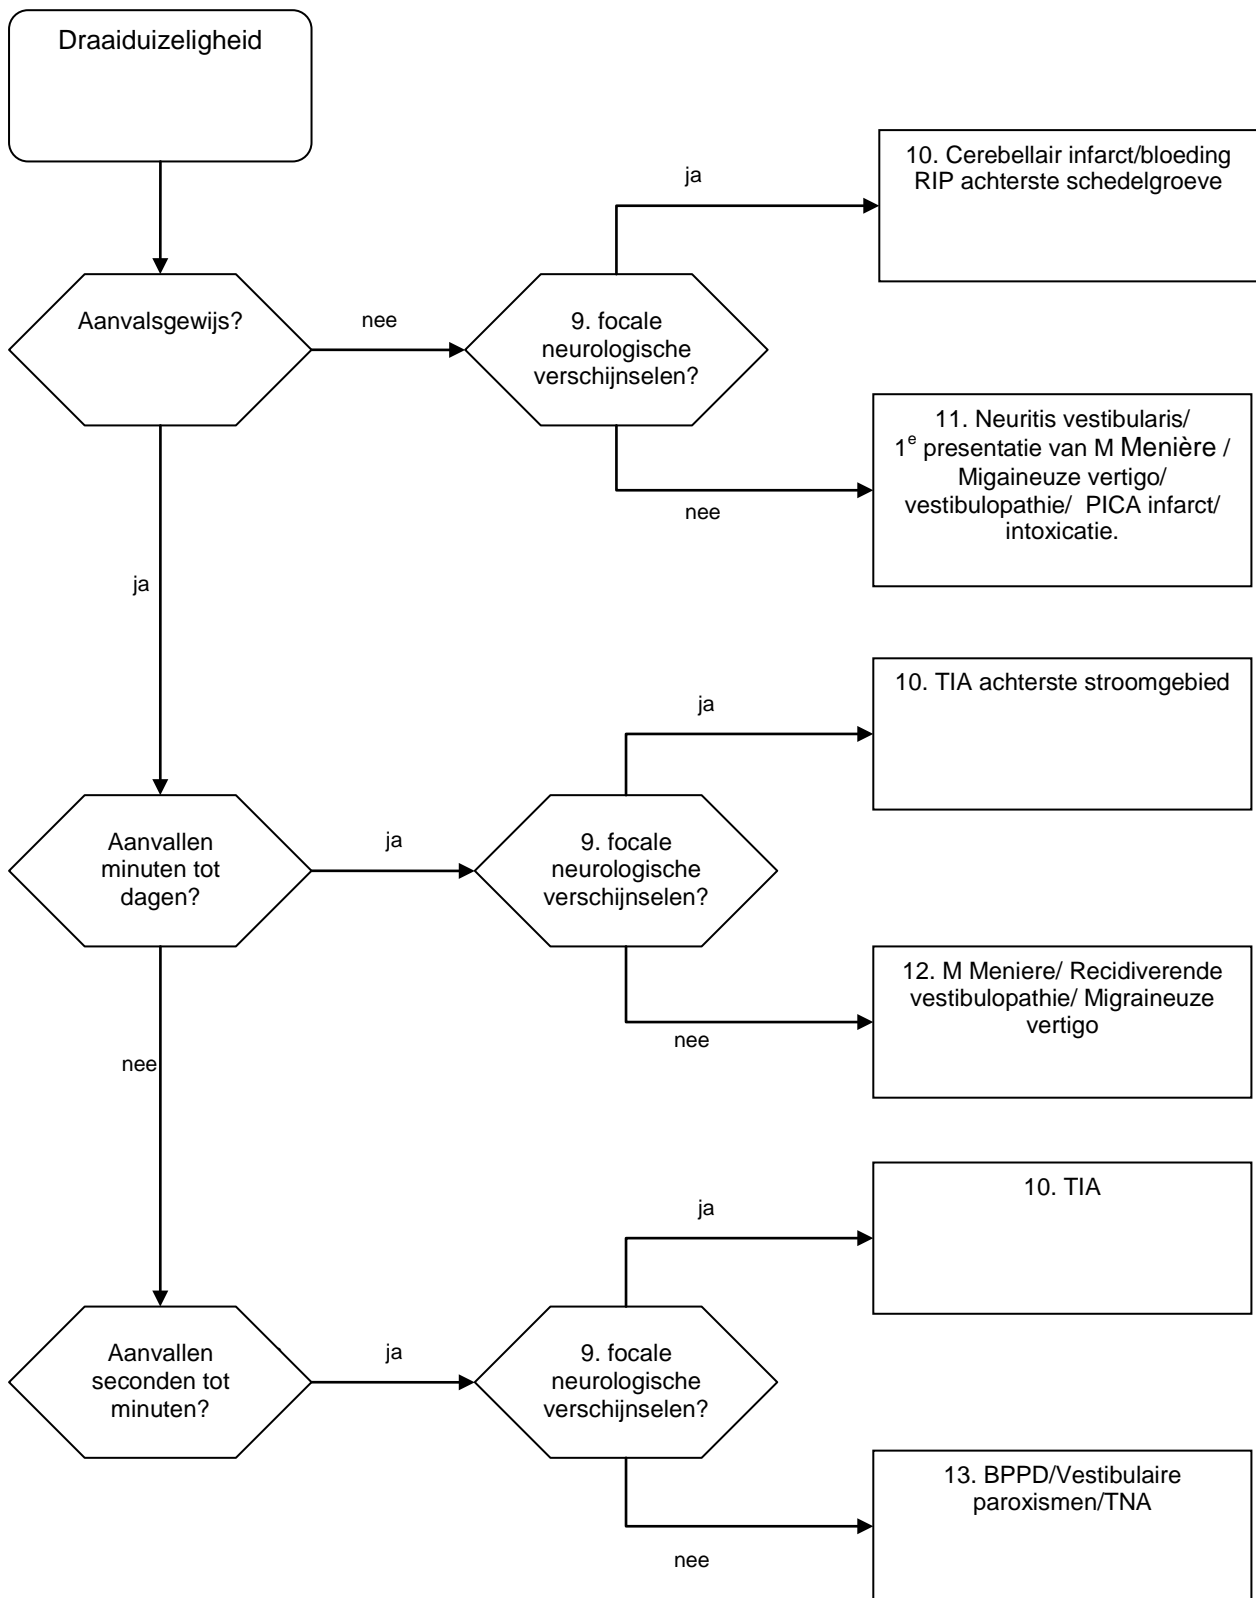 Draaiduizeligheid
ja
10. Cerebellair infarct/bloeding
RIP achterste schedelgroeve
Aanvalsgewijs?
nee
9. focale
neurologische
verschijnselen?
11. Neuritis vestibularis/
1e presentatie van M Menière /
Migaineuze vertigo/
vestibulopathie/ PICA infarct/
intoxicatie.
nee
ja
10. TIA achterste stroomgebied
ja
Aanvallen
minuten tot
dagen?
ja
9. focale
neurologische
verschijnselen?
12. M Meniere/ Recidiverende
vestibulopathie/ Migraineuze
vertigo
nee
nee
10. TIA
ja
Aanvallen
seconden tot
minuten?
ja
9. focale
neurologische
verschijnselen?
13. BPPD/Vestibulaire
paroxismen/TNA
nee